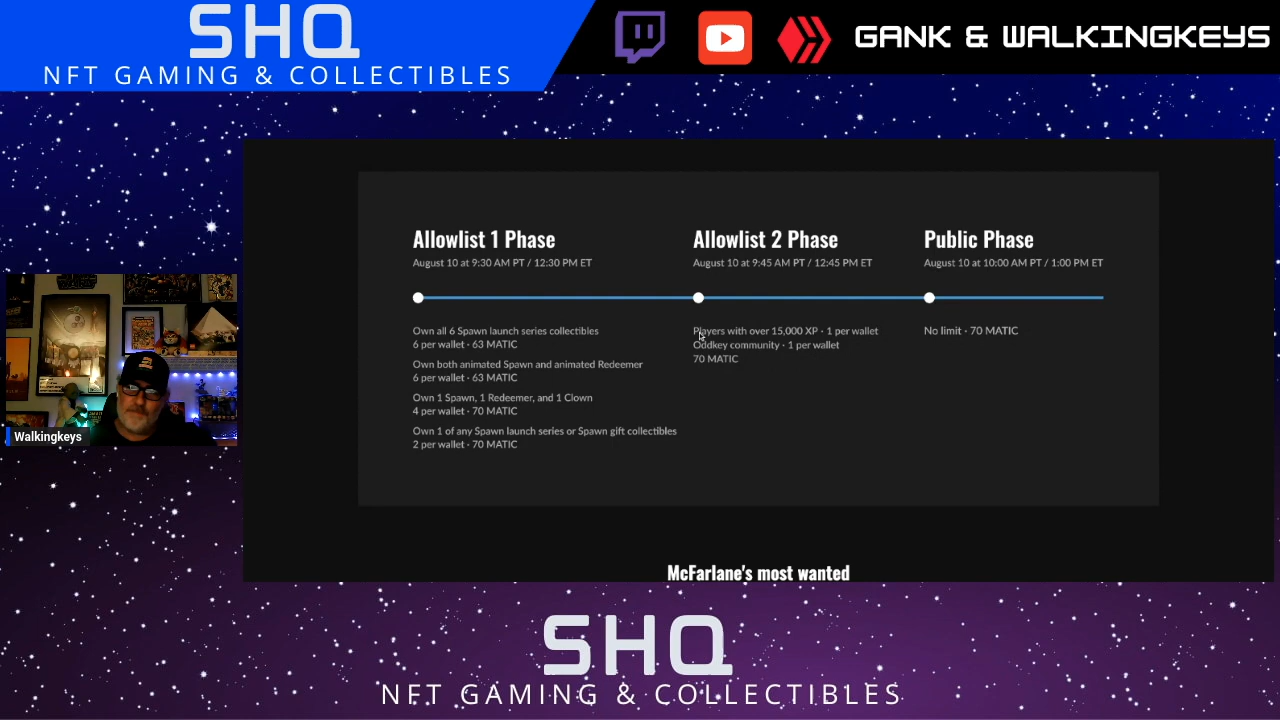 SHQ
NFT GAMING & COLLECTIBLES
GANK & WALKINGKEYS
Allowlist 1 Phase
August 10 at 9:30 AM PT / 12:30 PM ET
Own all 6 Spawn launch series collectibles
6 per wallet · 63 MATIC
Own both animated Spawn and animated Redeemer
6 per wallet · 63 MATIC
Own 1 Spawn, 1 Redeemer, and 1 Clown
4 per wallet · 70 MATIC
Own 1 of any Spawn launch series or Spawn gift collectibles
2 per wallet · 70 MATIC
Allowlist 2 Phase
August 10 at 9:45 AM PT / 12:45 PM ET
Players with over 15,000 XP · 1 per wallet
Oddkey community · 1 per wallet
70 MATIC
Public Phase
August 10 at 10:00 AM PT / 1:00 PM ET
No limit · 70 MATIC
Walkingkeys
McFarlane's most wanted
SHQ
NFT GAMING & COLLECTIBLES